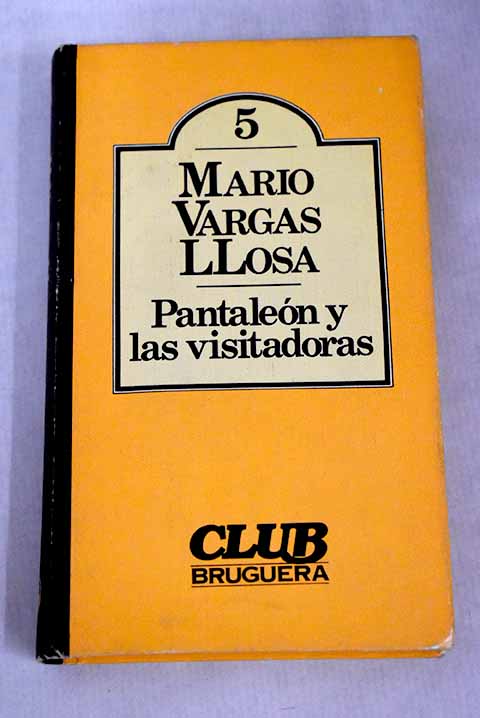 5
MARIO
VARGAS
LLOSA
Pantaleón y
las visitadoras
CLUB
BRUGUERA